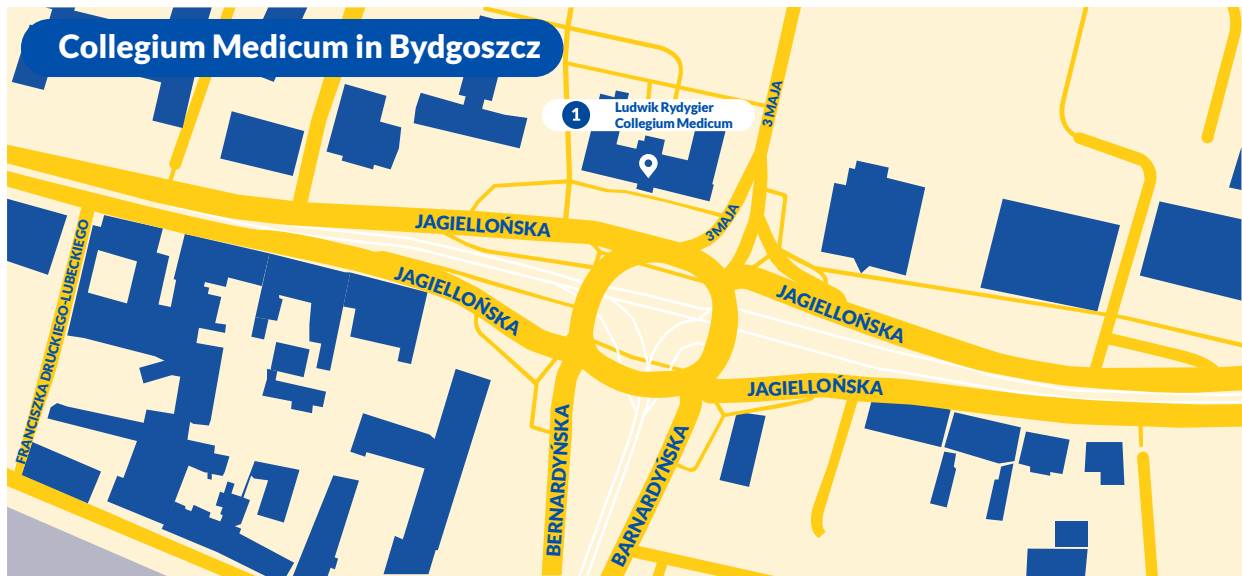 Collegium Medicum in Bydgoszcz
1
Ludwik Rydygier
Collegium Medicum
3 MAJA
3 MAJA
JAGIELLOŃSKA
JAGIELLOŃSKA
JAGIELLOŃSKA
JAGIELLOŃSKA
FRANCISZKA DRUCKIEGO-LUBECKIEGO
BERNARDYŃSKA
BARNARDYŃSKA